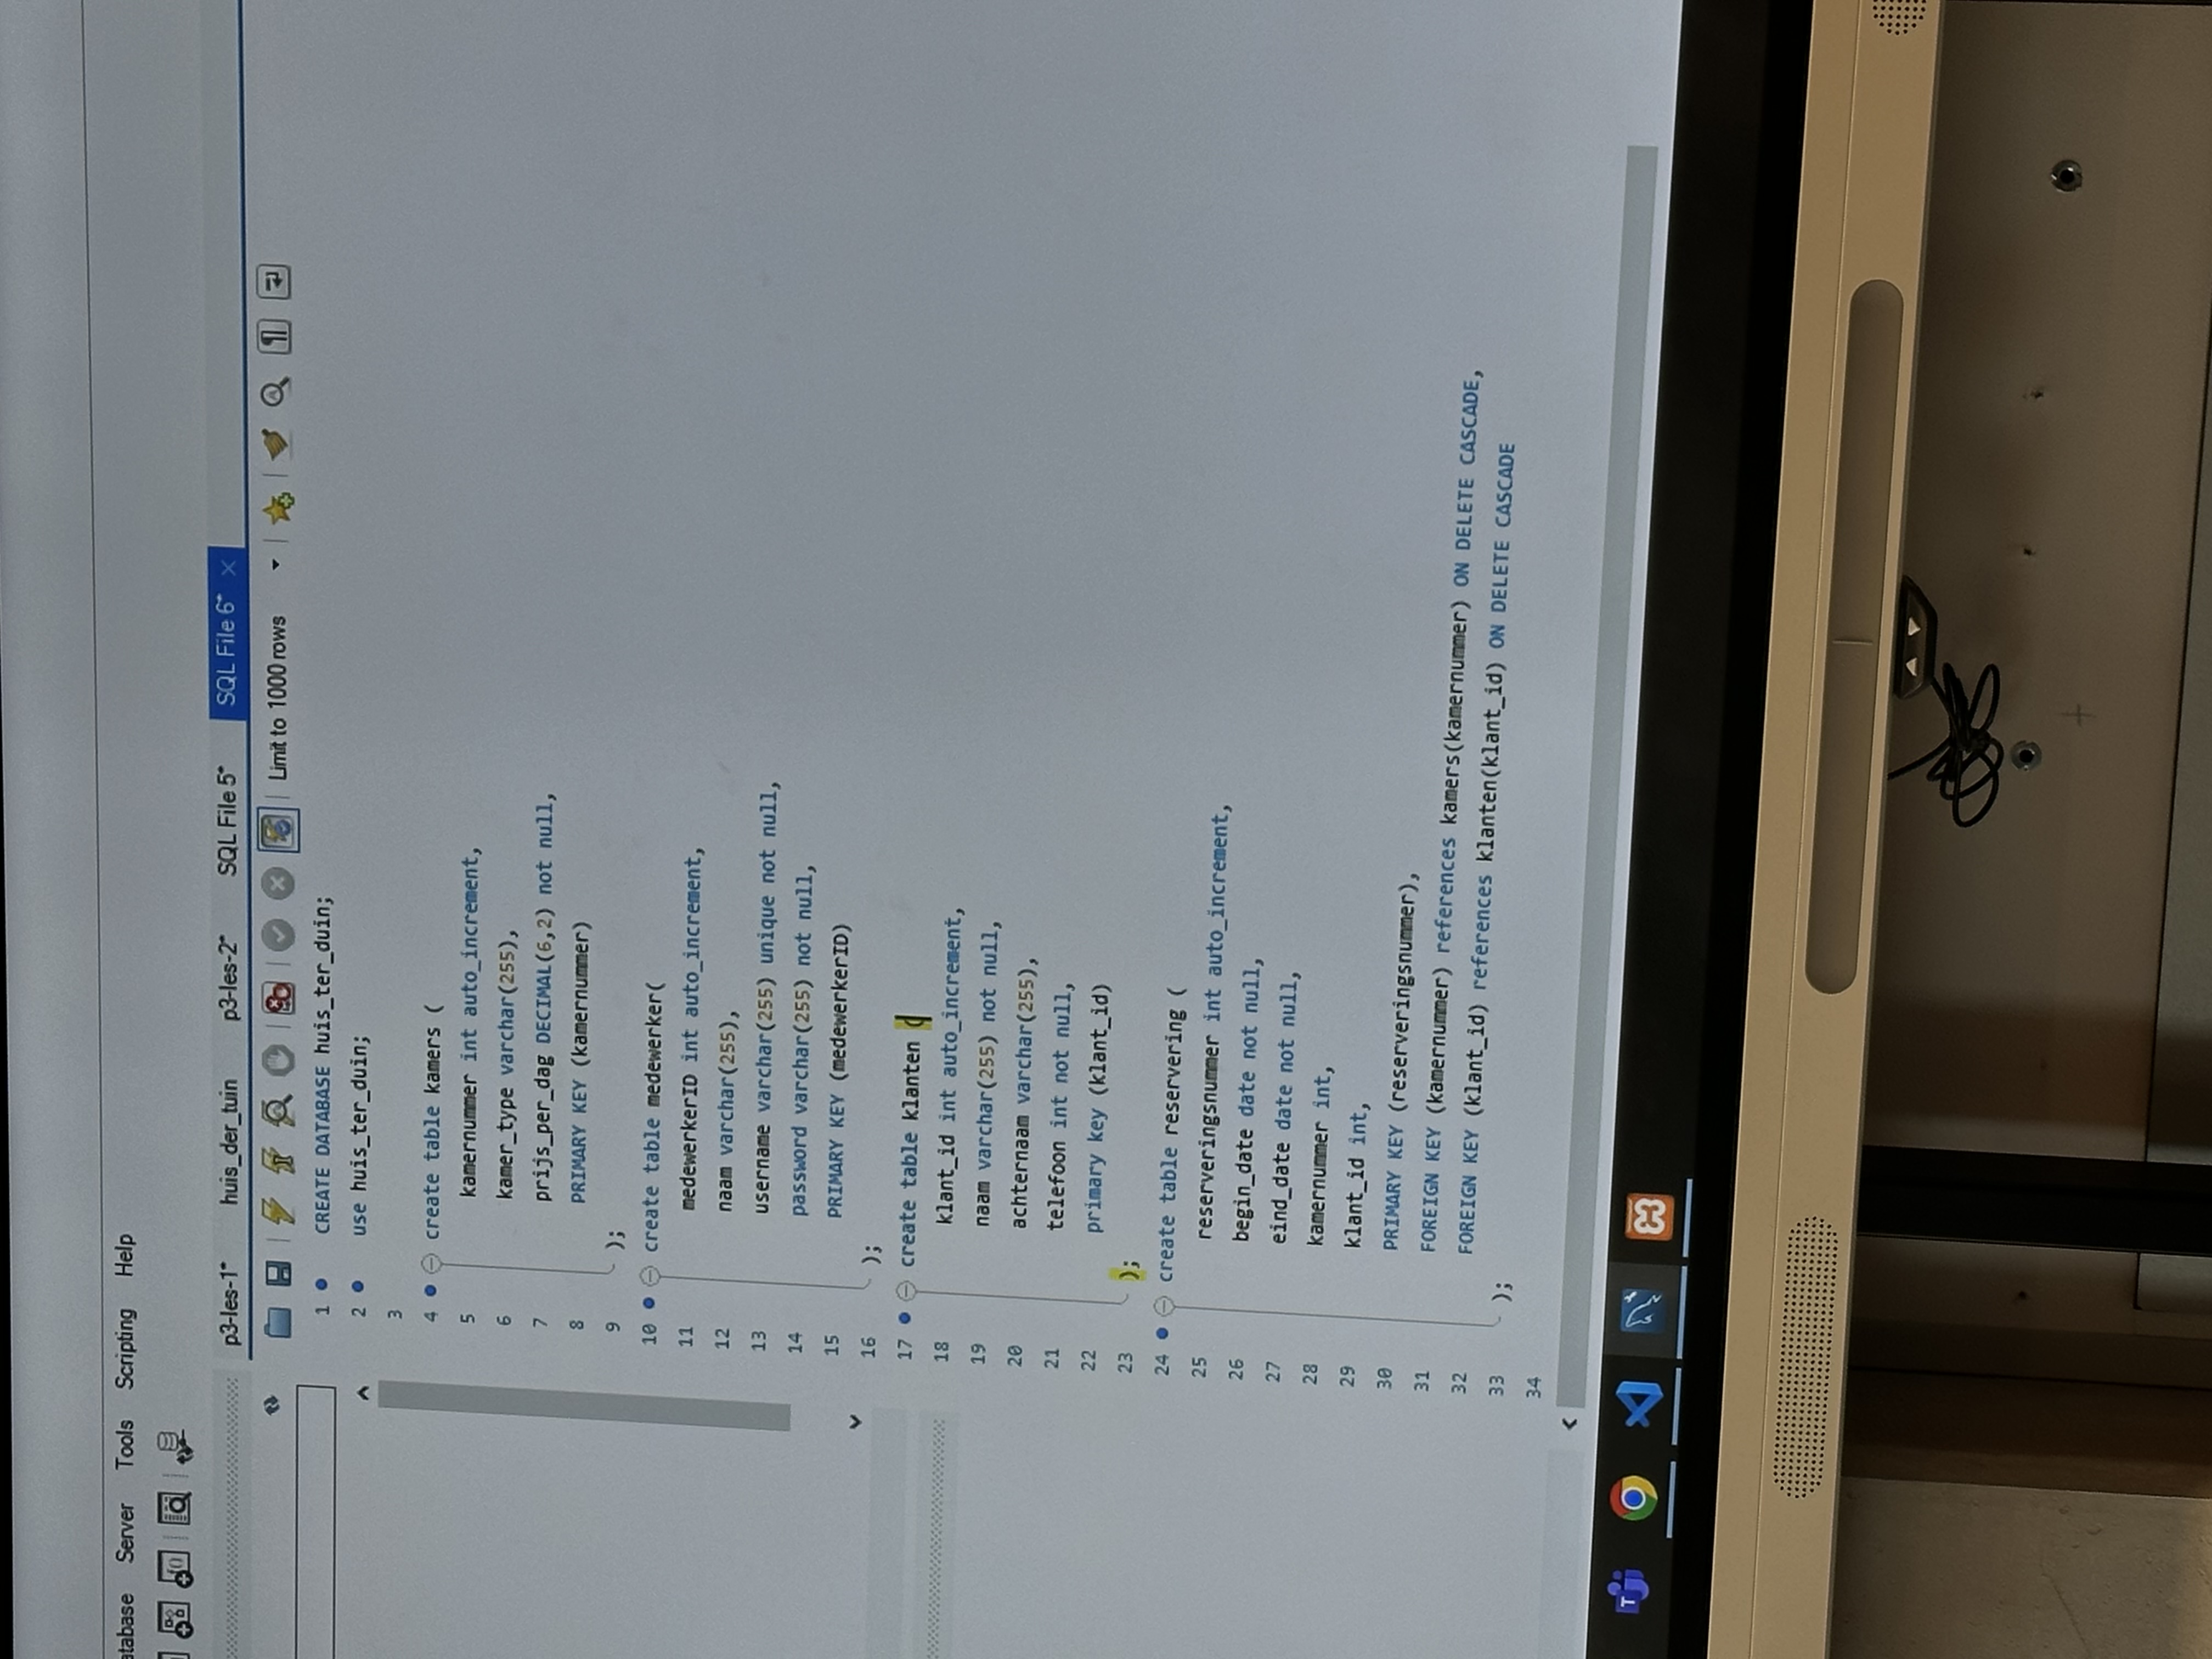 Server Tools Scripting Help
p3-les-1* huis_der_tuin p3-les-2* SQL File 5* SQL File 6*
Limit to 1000 rows
1 CREATE DATABASE huis_ter_duin;
2 use huis_ter_duin;
3
4 create table kamers (
5 kamernummer int auto_increment,
6 kamer_type varchar(255),
7 prijs_per_dag DECIMAL(6,2) not null,
8 PRIMARY KEY (kamernummer)
9 );
10 create table medewerker(
11 medewerkerID int auto_increment,
12 naam varchar(255),
13 username varchar(255) unique not null,
14 password varchar(255) not null,
15 PRIMARY KEY (medewerkerID)
16 );
17 create table klanten (
18 klant_id int auto_increment,
19 naam varchar(255) not null,
20 achternaam varchar(255),
21 telefoon int not null,
22 primary key (klant_id)
23 );
24 create table reservering (
25 reserveringsnummer int auto_increment,
26 begin_date date not null,
27 eind_date date not null,
28 kamernummer int,
29 klant_id int,
30 PRIMARY KEY (reserveringsnummer),
31 FOREIGN KEY (kamernummer) references kamers(kamernummer) ON DELETE CASCADE,
32 FOREIGN KEY (klant_id) references klanten(klant_id) ON DELETE CASCADE
33 );
34